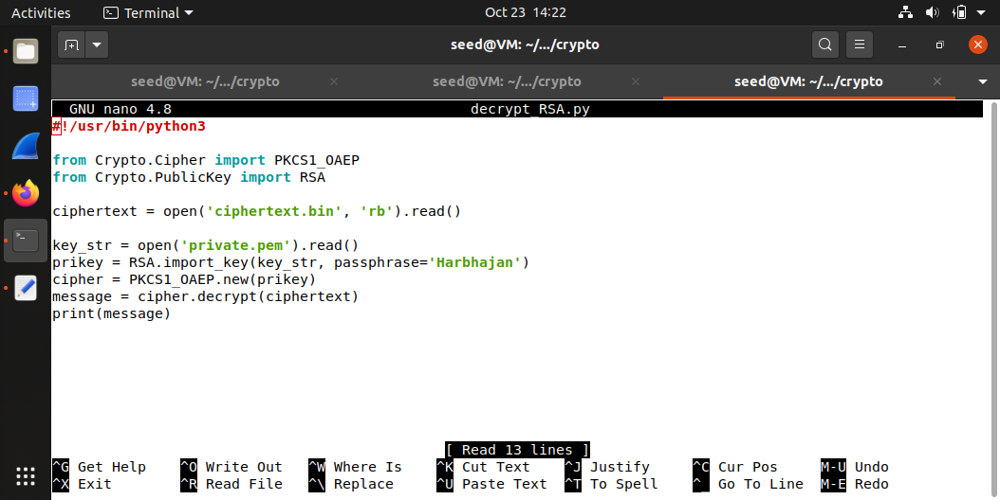 Activities Terminal Oct 23 14:22
seed@VM: ~/.../crypto
seed@VM: ~/.../crypto seed@VM: ~/.../crypto seed@VM: ~/.../crypto
GNU nano 4.8 decrypt_RSA.py
#!/usr/bin/python3
from Crypto.Cipher import PKCS1_OAEP
from Crypto.PublicKey import RSA
ciphertext = open('ciphertext.bin', 'rb').read()
key_str = open('private.pem').read()
prikey = RSA.import_key(key_str, passphrase='Harbhajan')
cipher = PKCS1_OAEP.new(prikey)
message = cipher.decrypt(ciphertext)
print(message)
[ Read 13 lines ]
^G Get Help ^O Write Out ^W Where Is ^K Cut Text ^J Justify ^C Cur Pos M-U Undo
^X Exit ^R Read File ^\ Replace ^U Paste Text ^T To Spell ^_ Go To Line M-E Redo